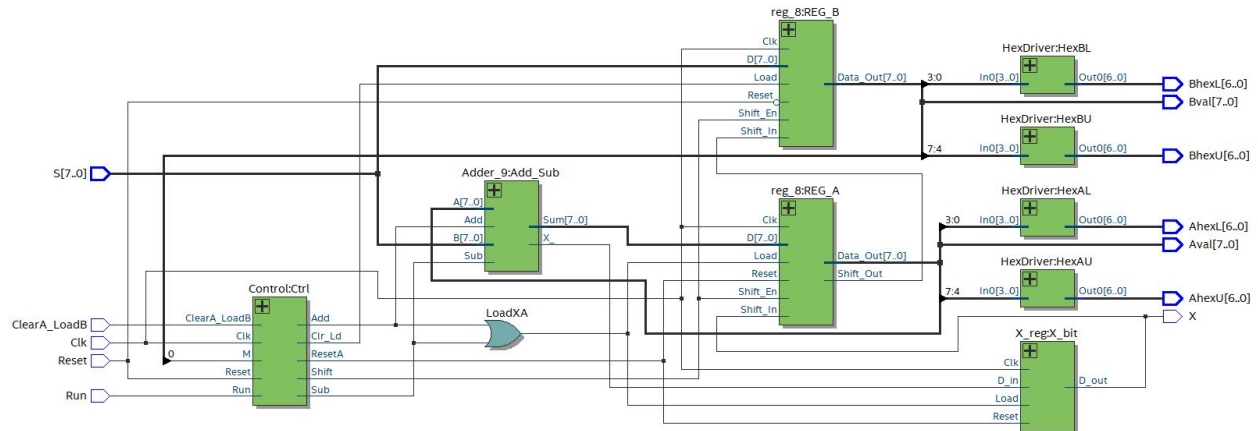 reg_8:REG_B
Clk
D[7..0]
Load
Reset
Shift_En
Shift_In
Data_Out[7..0]
3:0
7:4
HexDriver:HexBL
In0[3..0]
Out0[6..0]
BhexL[6..0]
Bval[7..0]
HexDriver:HexBU
In0[3..0]
Out0[6..0]
BhexU[6..0]
S[7..0]
Adder_9:Add_Sub
A[7..0]
Add
B[7..0]
Sub
Sum[7..0]
X_
reg_8:REG_A
Clk
D[7..0]
Load
Reset
Shift_En
Shift_In
Data_Out[7..0]
Shift_Out
3:0
7:4
HexDriver:HexAL
In0[3..0]
Out0[6..0]
AhexL[6..0]
Aval[7..0]
HexDriver:HexAU
In0[3..0]
Out0[6..0]
AhexU[6..0]
X
Control:Ctrl
ClearA_LoadB
Clk
Reset
Run
0
ClearA_LoadB
Clk
M
Reset
Run
Add
Clr_Ld
ResetA
Shift
Sub
LoadXA
X_reg:X_bit
Clk
D_in
Load
Reset
D_out